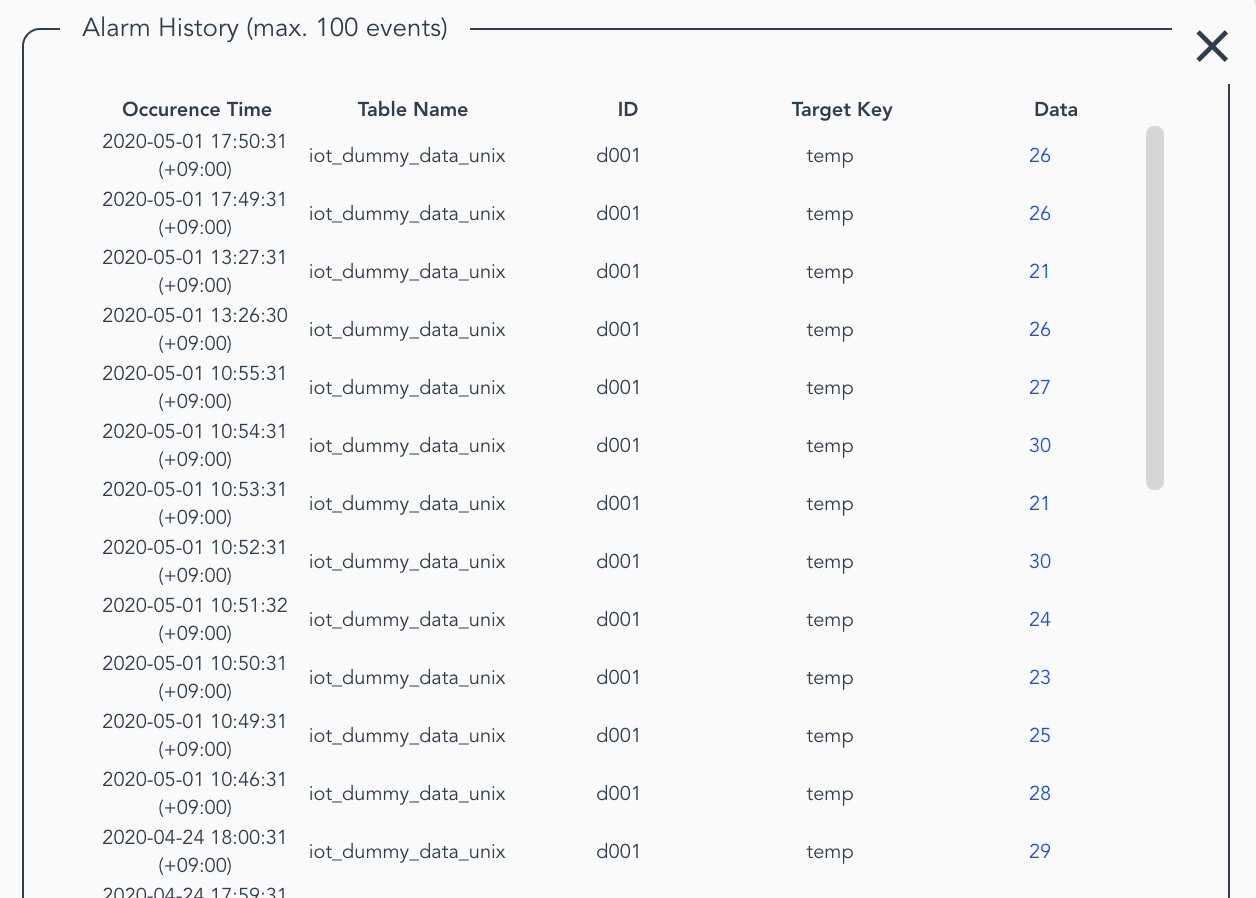 Alarm History (max. 100 events)
Occurence Time Table Name ID Target Key Data
2020-05-01 17:50:31
(+09:00) iot_dummy_data_unix d001 temp 26
2020-05-01 17:49:31
(+09:00) iot_dummy_data_unix d001 temp 26
2020-05-01 13:27:31
(+09:00) iot_dummy_data_unix d001 temp 21
2020-05-01 13:26:30
(+09:00) iot_dummy_data_unix d001 temp 26
2020-05-01 10:55:31
(+09:00) iot_dummy_data_unix d001 temp 27
2020-05-01 10:54:31
(+09:00) iot_dummy_data_unix d001 temp 30
2020-05-01 10:53:31
(+09:00) iot_dummy_data_unix d001 temp 21
2020-05-01 10:52:31
(+09:00) iot_dummy_data_unix d001 temp 30
2020-05-01 10:51:32
(+09:00) iot_dummy_data_unix d001 temp 24
2020-05-01 10:50:31
(+09:00) iot_dummy_data_unix d001 temp 23
2020-05-01 10:49:31
(+09:00) iot_dummy_data_unix d001 temp 25
2020-05-01 10:46:31
(+09:00) iot_dummy_data_unix d001 temp 28
2020-04-24 18:00:31
(+09:00) iot_dummy_data_unix d001 temp 29
2020-04-24 17:59:31